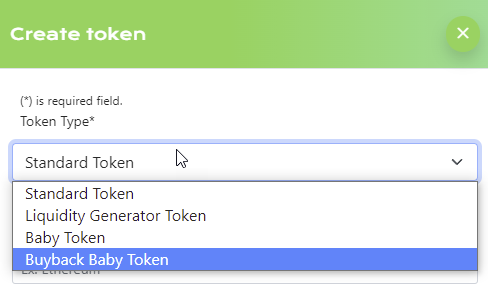 Create token
(*) is required field.
Token Type*
Standard Token
Standard Token
Liquidity Generator Token
Baby Token
Buyback Baby Token
Ex: Ethereum